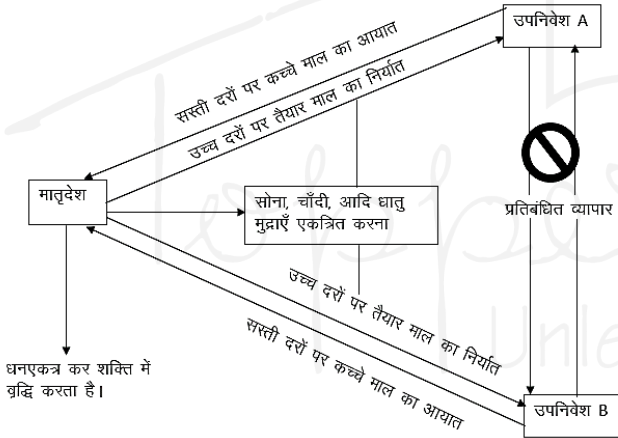 उपनिवेश A
सस्ती दरों पर कच्चे माल का आयात
उच्च दरों पर तैयार माल का निर्यात
मातृदेश
सोना, चाँदी, आदि धातु
मुद्राएँ एकत्रित करना
प्रतिबंधित व्यापार
उच्च दरों पर तैयार माल का निर्यात
सस्ती दरों पर कच्चे माल का आयात
धनएकत्र कर शक्ति में
वृद्धि करता है।
उपनिवेश B